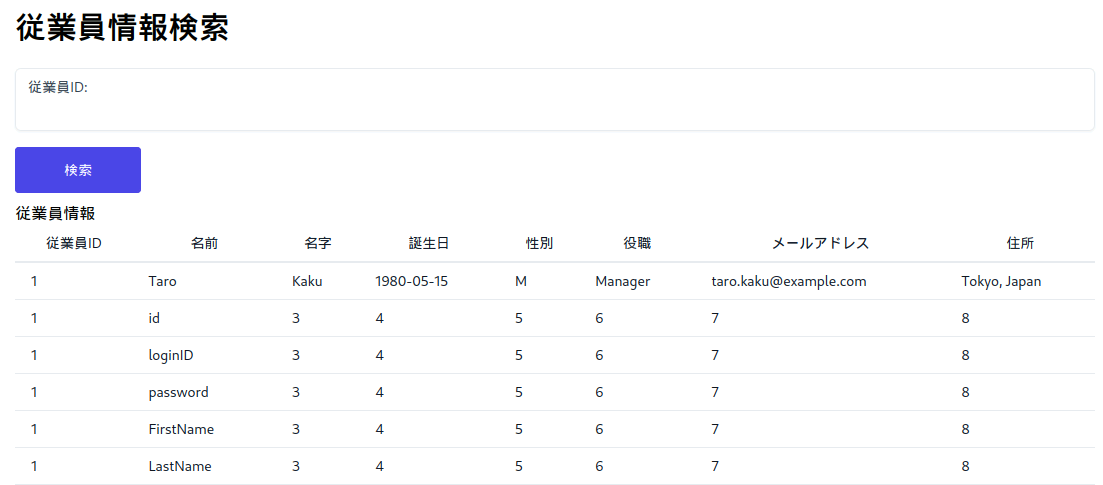 従業員情報検索
従業員ID:
検索
従業員情報
従業員ID 名前 名字 誕生日 性別 役職 メールアドレス 住所
1 Taro Kaku 1980-05-15 M Manager taro.kaku@example.com Tokyo, Japan
1 id 3 4 5 6 7 8
1 loginID 3 4 5 6 7 8
1 password 3 4 5 6 7 8
1 FirstName 3 4 5 6 7 8
1 LastName 3 4 5 6 7 8